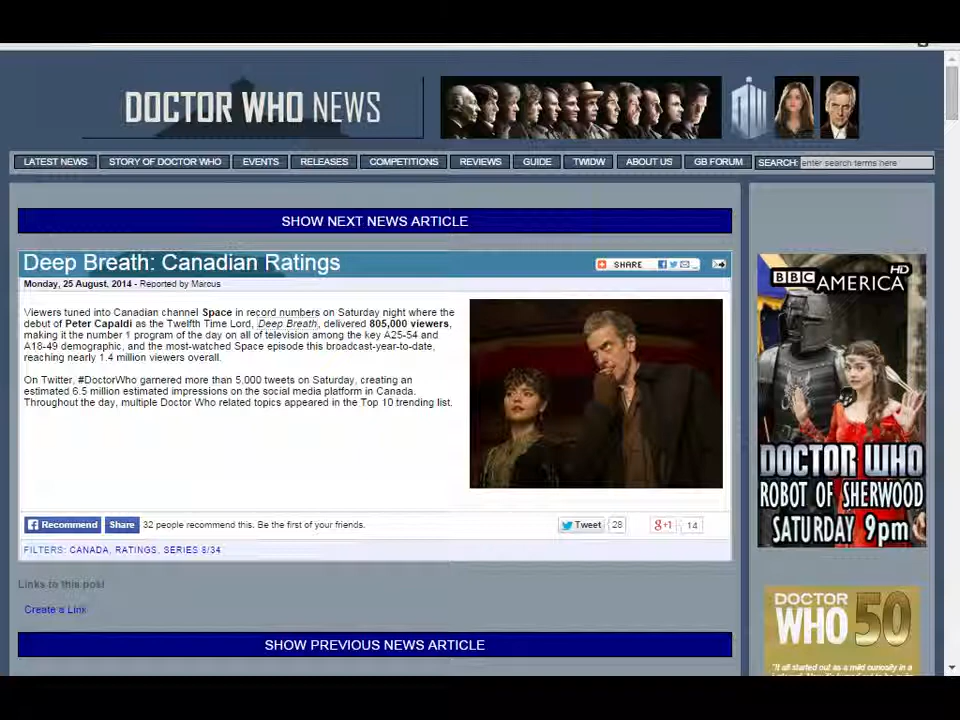 DOCTOR WHO NEWS
LATEST NEWS STORY OF DOCTOR WHO EVENTS RELEASES COMPETITIONS REVIEWS GUIDE TWIDW ABOUT US GB FORUM SEARCH: enter search terms here
SHOW NEXT NEWS ARTICLE
Deep Breath: Canadian Ratings
SHARE
Monday, 25 August, 2014 - Reported by Marcus
Viewers tuned into Canadian channel Space in record numbers on Saturday night where the
debut of Peter Capaldi as the Twelfth Time Lord, Deep Breath, delivered 805,000 viewers,
making it the number 1 program of the day on all of television among the key A25-54 and
A18-49 demographic, and the most-watched Space episode this broadcast-year-to-date,
reaching nearly 1.4 million viewers overall.
On Twitter, #DoctorWho garnered more than 5,000 tweets on Saturday, creating an
estimated 6.5 million estimated impressions on the social media platform in Canada.
Throughout the day, multiple Doctor Who related topics appeared in the Top 10 trending list.
Recommend Share 32 people recommend this. Be the first of your friends. Tweet 28 g+1 14
FILTERS: CANADA, RATINGS, SERIES 8/34
Links to this post
Create a Link
SHOW PREVIOUS NEWS ARTICLE
BBC AMERICA HD
DOCTOR WHO
ROBOT OF SHERWOOD
SATURDAY 9pm
DOCTOR
WHO 50
"It all started out as a mild curiosity in a